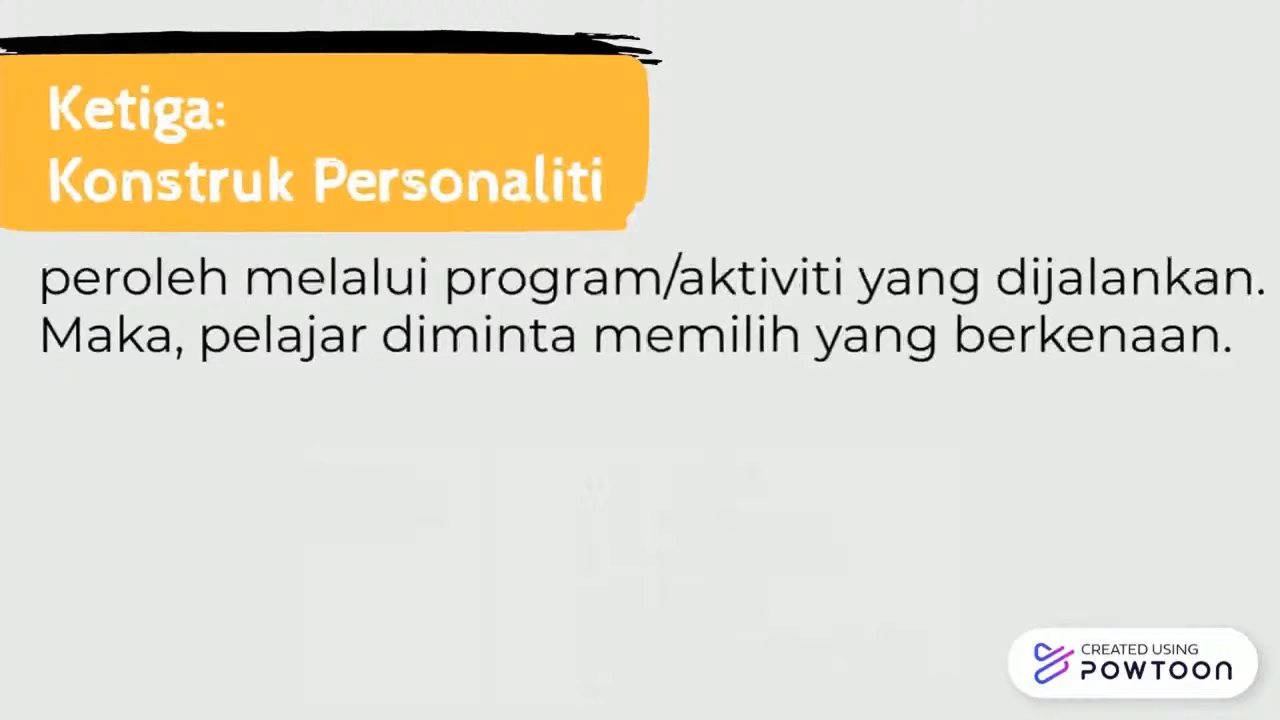 Ketiga:
Konstruk Personaliti
peroleh melalui program/aktiviti yang dijalankan.
Maka, pelajar diminta memilih yang berkenaan.
CREATED USING
POWTOON